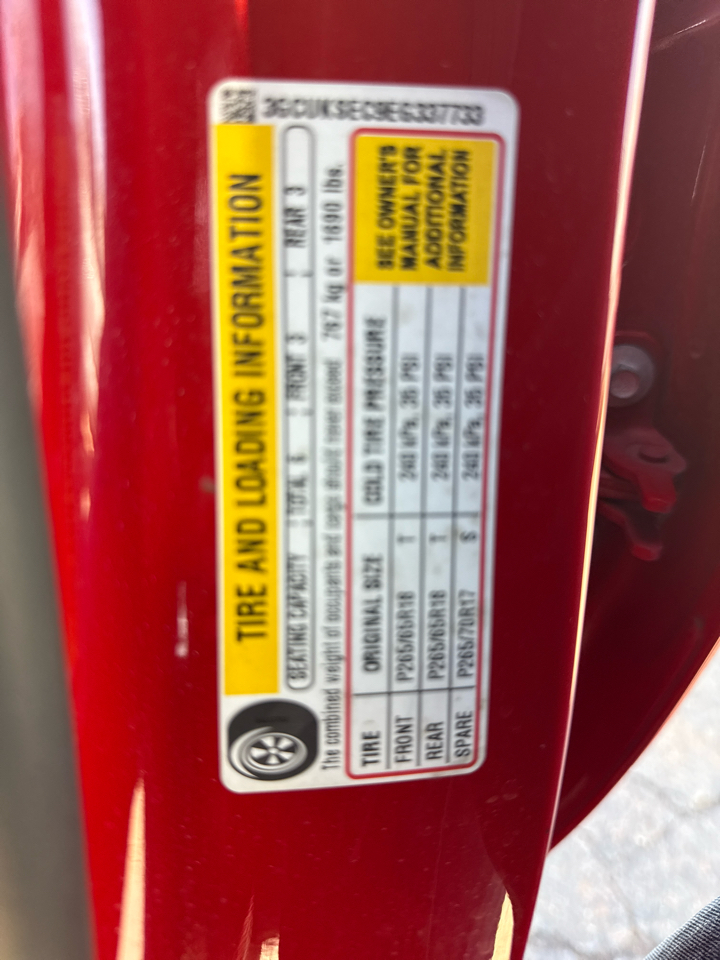 3GCUKSEC9EG337733
TIRE AND LOADING INFORMATION
SEATING CAPACITY TOTAL 6 FRONT 3 REAR 3
The combined weight of occupants and cargo should never exceed 767 kg or 1690 lbs.
TIRE ORIGINAL SIZE COLD TIRE PRESSURE
FRONT P265/65R18 T 240 kPa, 35 PSI
REAR P265/65R18 T 240 kPa, 35 PSI
SPARE P265/70R17 S 240 kPa, 35 PSI
SEE OWNER'S
MANUAL FOR
ADDITIONAL
INFORMATION